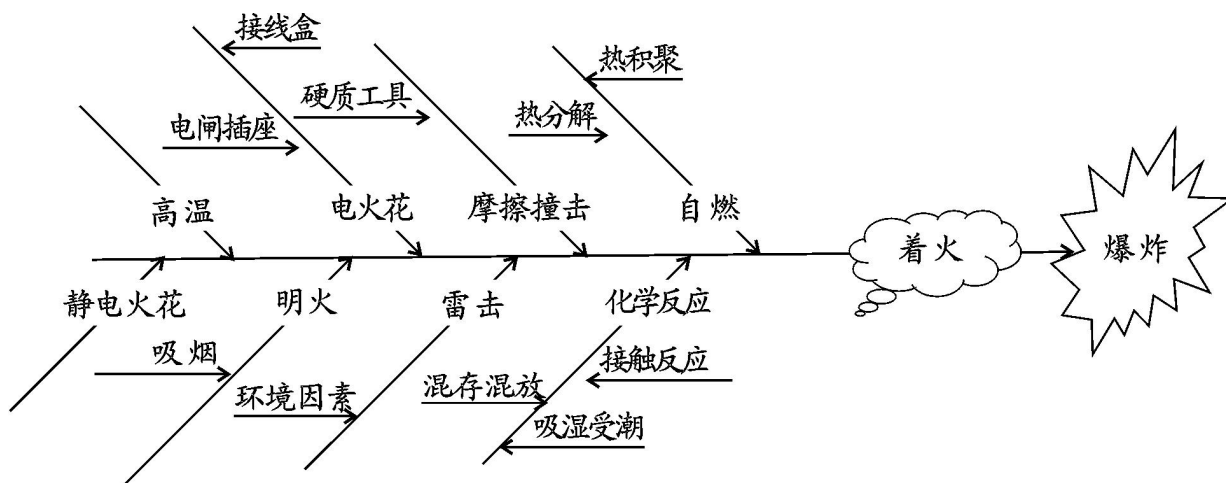 接线盒
热积聚
硬质工具
热分解
电闸插座
高温
电火花
摩擦撞击
自燃
着火
爆炸
静电火花
明火
雷击
化学反应
吸烟
接触反应
环境因素
混存混放
吸湿受潮